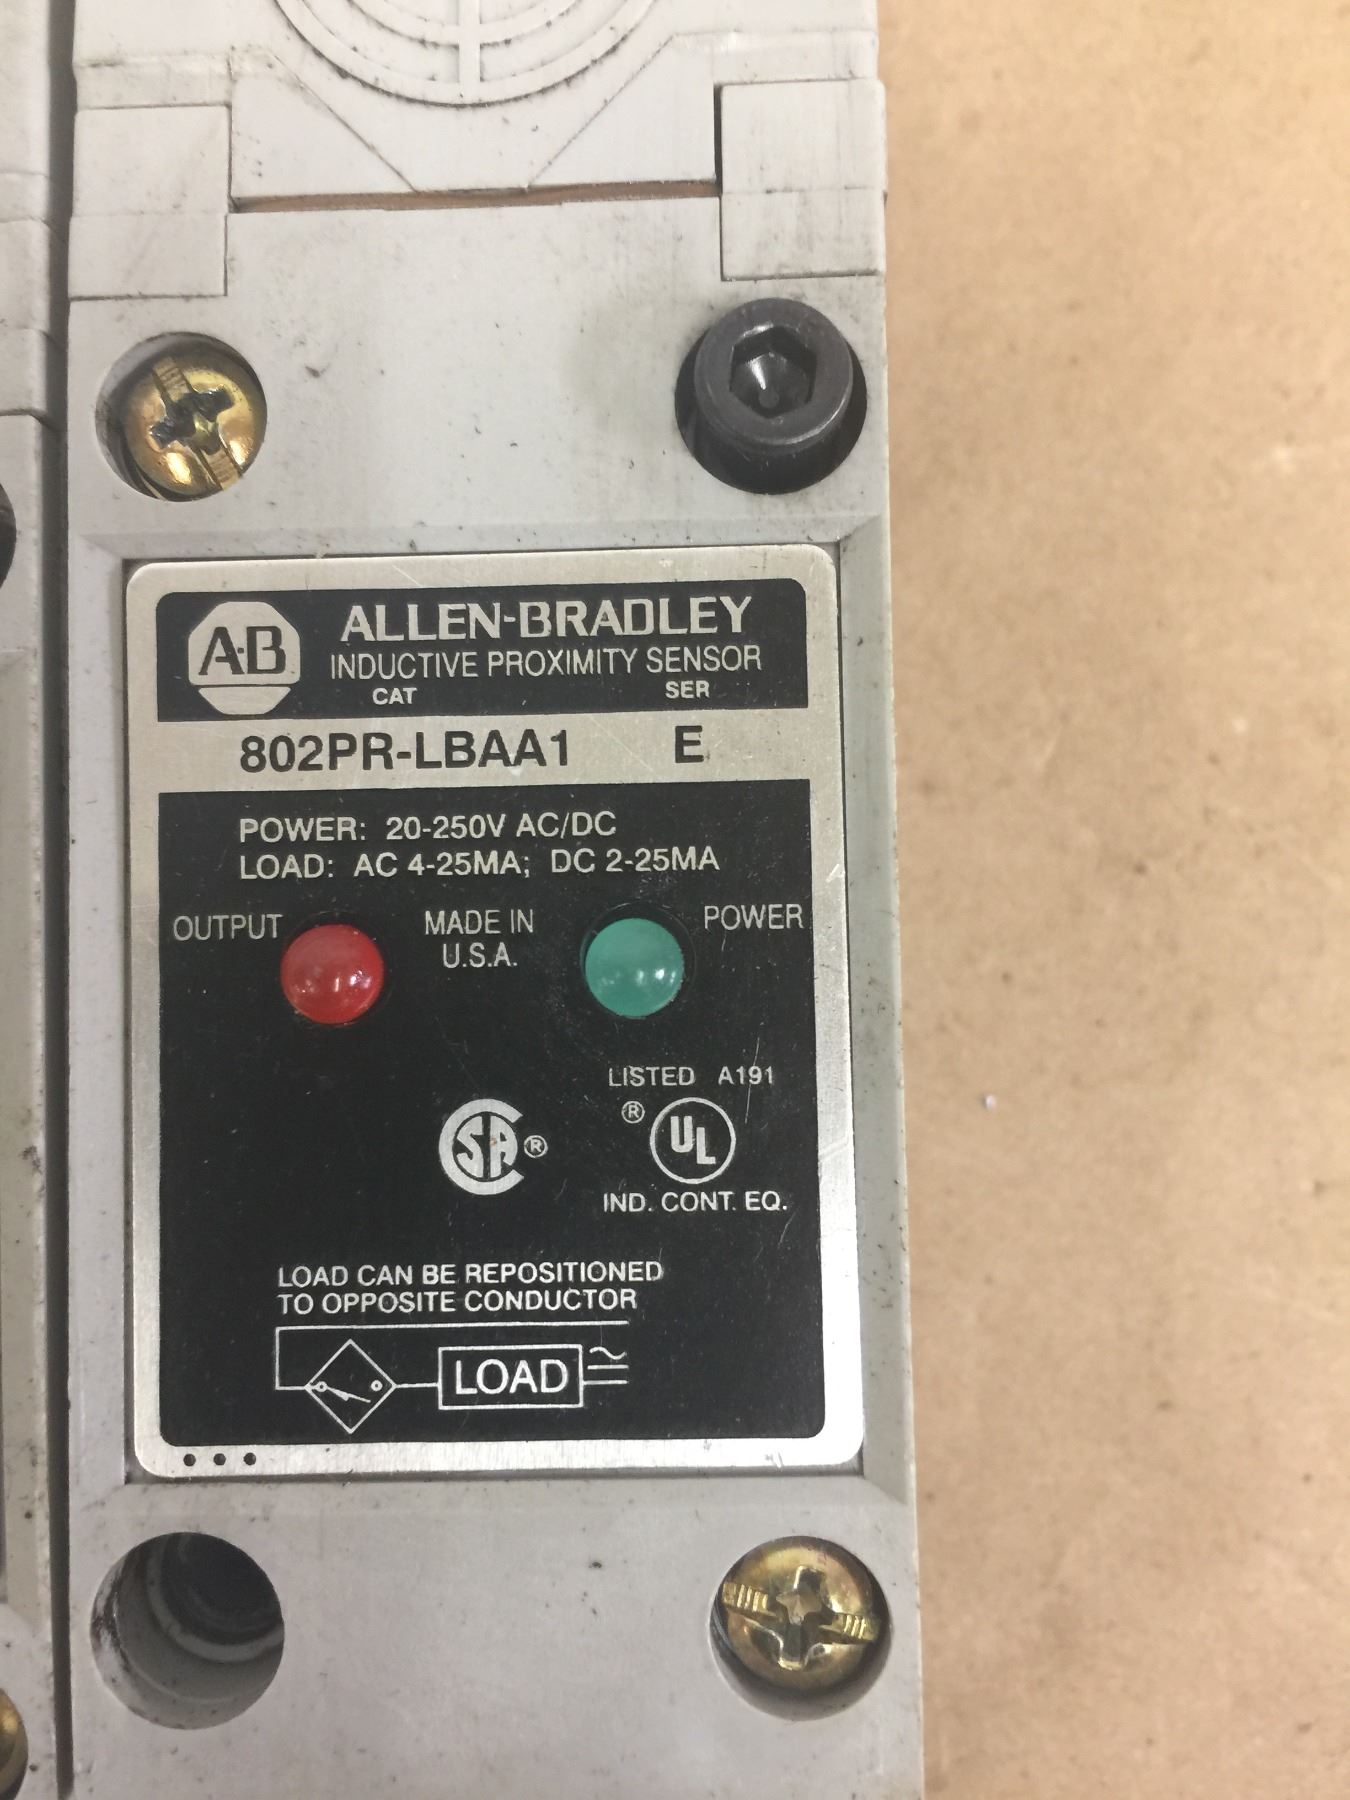 A·B
ALLEN-BRADLEY
INDUCTIVE PROXIMITY SENSOR
CAT SER
802PR-LBAA1 E
POWER: 20-250V AC/DC
LOAD: AC 4-25MA; DC 2-25MA
OUTPUT MADE IN POWER
U.S.A.
LISTED A191
SA ® ® UL
IND. CONT. EQ.
LOAD CAN BE REPOSITIONED
TO OPPOSITE CONDUCTOR
LOAD